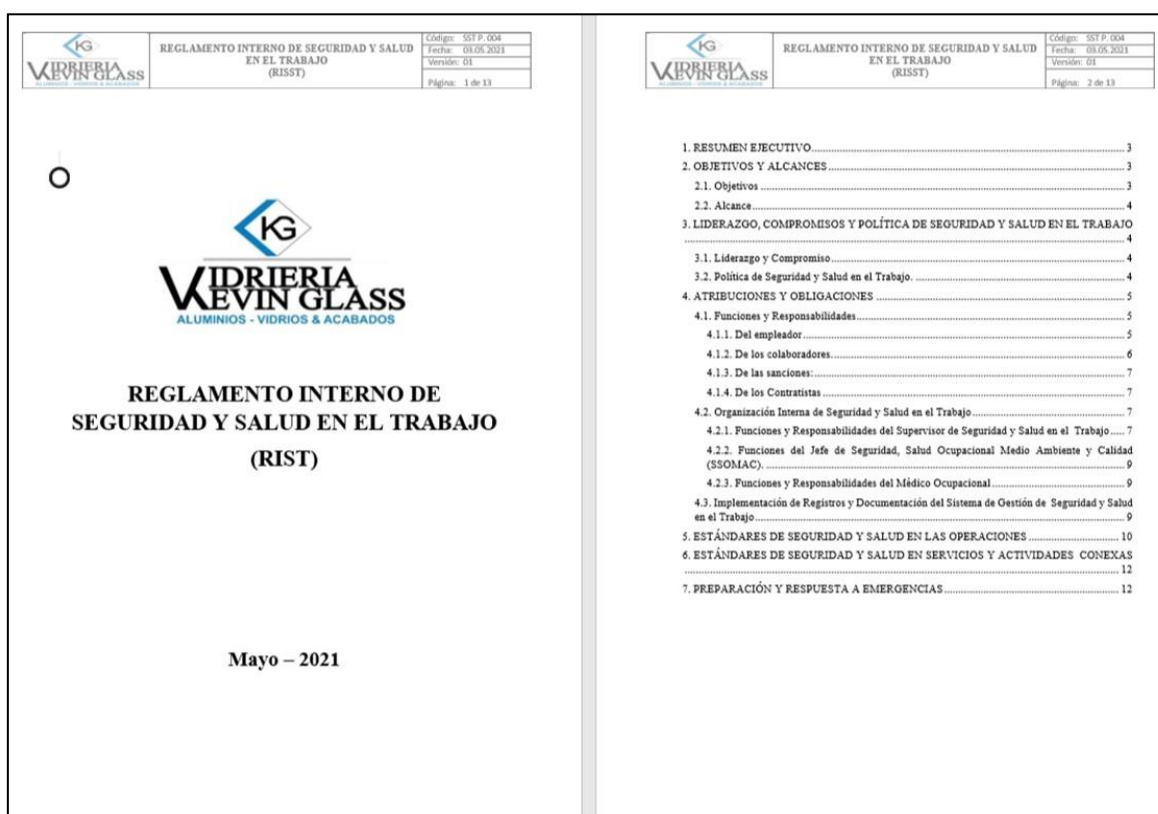 KG
VIDRIERIA
KEVIN GLASS
ALUMINIOS - VIDRIOS & ACABADOS
REGLAMENTO INTERNO DE SEGURIDAD Y SALUD
EN EL TRABAJO
(RISST)
Código: SST P. 004
Fecha: 03.05.2021
Versión: 01
Página: 1 de 13
KG
VIDRIERIA
KEVIN GLASS
ALUMINIOS - VIDRIOS & ACABADOS
REGLAMENTO INTERNO DE
SEGURIDAD Y SALUD EN EL TRABAJO
(RIST)
Mayo – 2021
KG
VIDRIERIA
KEVIN GLASS
ALUMINIOS - VIDRIOS & ACABADOS
REGLAMENTO INTERNO DE SEGURIDAD Y SALUD
EN EL TRABAJO
(RISST)
Código: SST P. 004
Fecha: 03.05.2021
Versión: 01
Página: 2 de 13
1. RESUMEN EJECUTIVO 3
2. OBJETIVOS Y ALCANCES 3
2.1. Objetivos 3
2.2. Alcance 4
3. LIDERAZGO, COMPROMISOS Y POLÍTICA DE SEGURIDAD Y SALUD EN EL TRABAJO
4
3.1. Liderazgo y Compromiso 4
3.2. Política de Seguridad y Salud en el Trabajo. 4
4. ATRIBUCIONES Y OBLIGACIONES 5
4.1. Funciones y Responsabilidades 5
4.1.1. Del empleador 5
4.1.2. De los colaboradores. 6
4.1.3. De las sanciones: 7
4.1.4. De los Contratistas 7
4.2. Organización Interna de Seguridad y Salud en el Trabajo 7
4.2.1. Funciones y Responsabilidades del Supervisor de Seguridad y Salud en el Trabajo 7
4.2.2. Funciones del Jefe de Seguridad, Salud Ocupacional Medio Ambiente y Calidad
(SSOMAC). 9
4.2.3. Funciones y Responsabilidades del Médico Ocupacional 9
4.3. Implementación de Registros y Documentación del Sistema de Gestión de Seguridad y Salud
en el Trabajo 9
5. ESTÁNDARES DE SEGURIDAD Y SALUD EN LAS OPERACIONES 10
6. ESTÁNDARES DE SEGURIDAD Y SALUD EN SERVICIOS Y ACTIVIDADES CONEXAS
12
7. PREPARACIÓN Y RESPUESTA A EMERGENCIAS 12